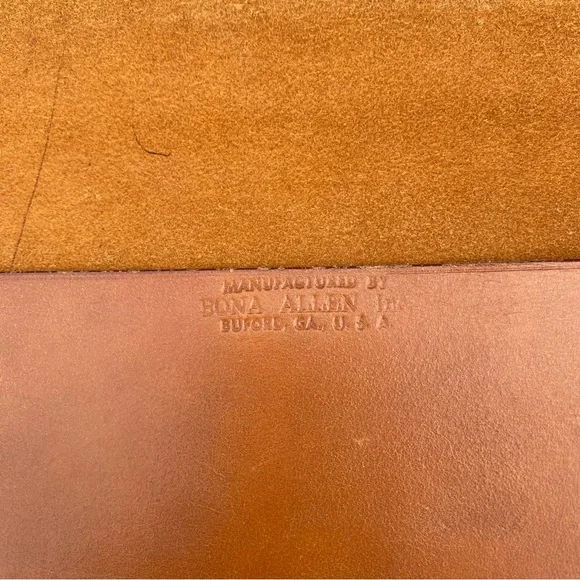 MANUFACTURED BY
BONA ALLEN Inc.
BUFORD, GA., U. S. A.